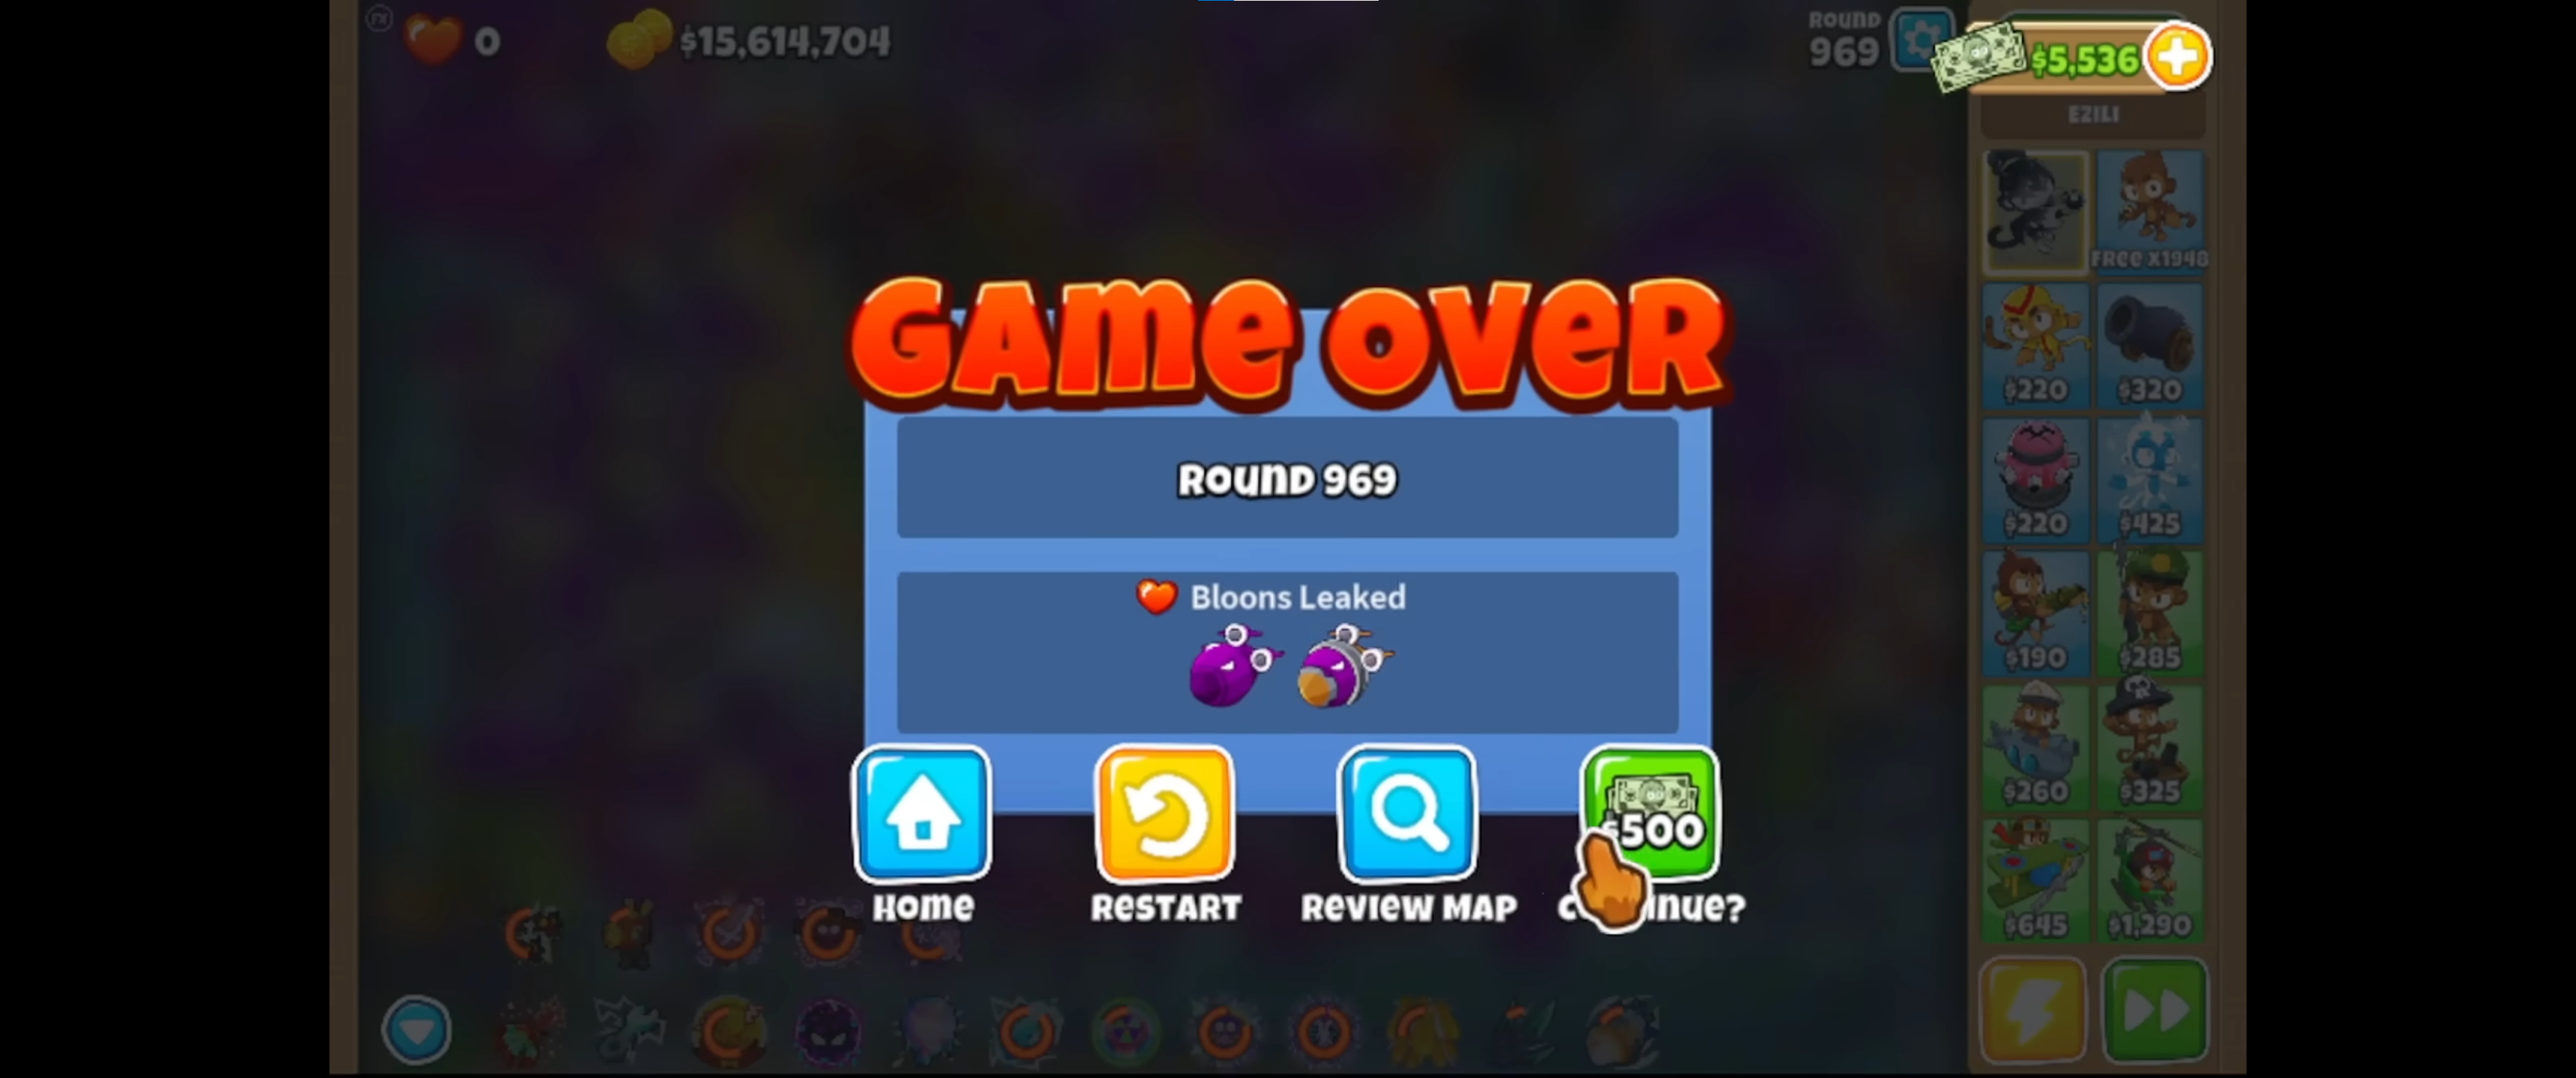 0
$15,614,704
ROUND
969
$5,536
EZILI
FREE X1948
$220
$320
$220
$425
$190
$285
$260
$325
$645
$1,290
GAME OVER
ROUND 969
Bloons Leaked
$500
HOME
RESTART
REVIEW MAP